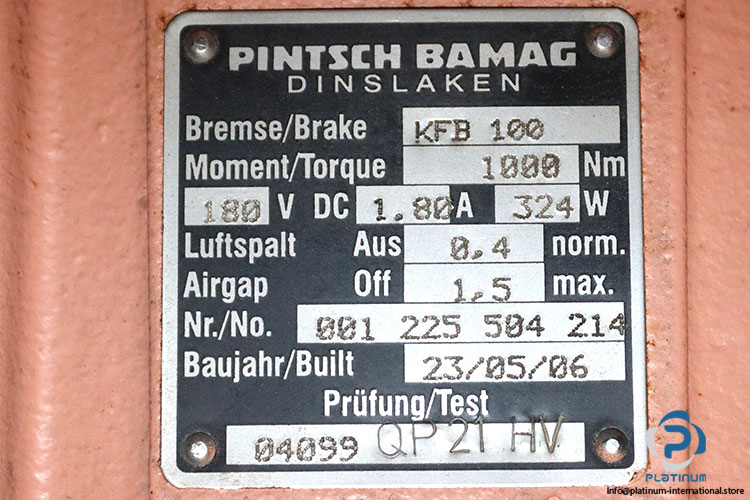 PINTSCH BAMAG
DINSLAKEN
Bremse/Brake KFB 100
Moment/Torque 1000 Nm
180 V DC 1.80 A 324 W
Luftspalt Aus 0.4 norm.
Airgap Off 1,5 max.
Nr./No. 001 225 504 214
Baujahr/Built 23/05/06
Prüfung/Test
04099 QP21 HV
PLATINUM
info@platinum-international.store